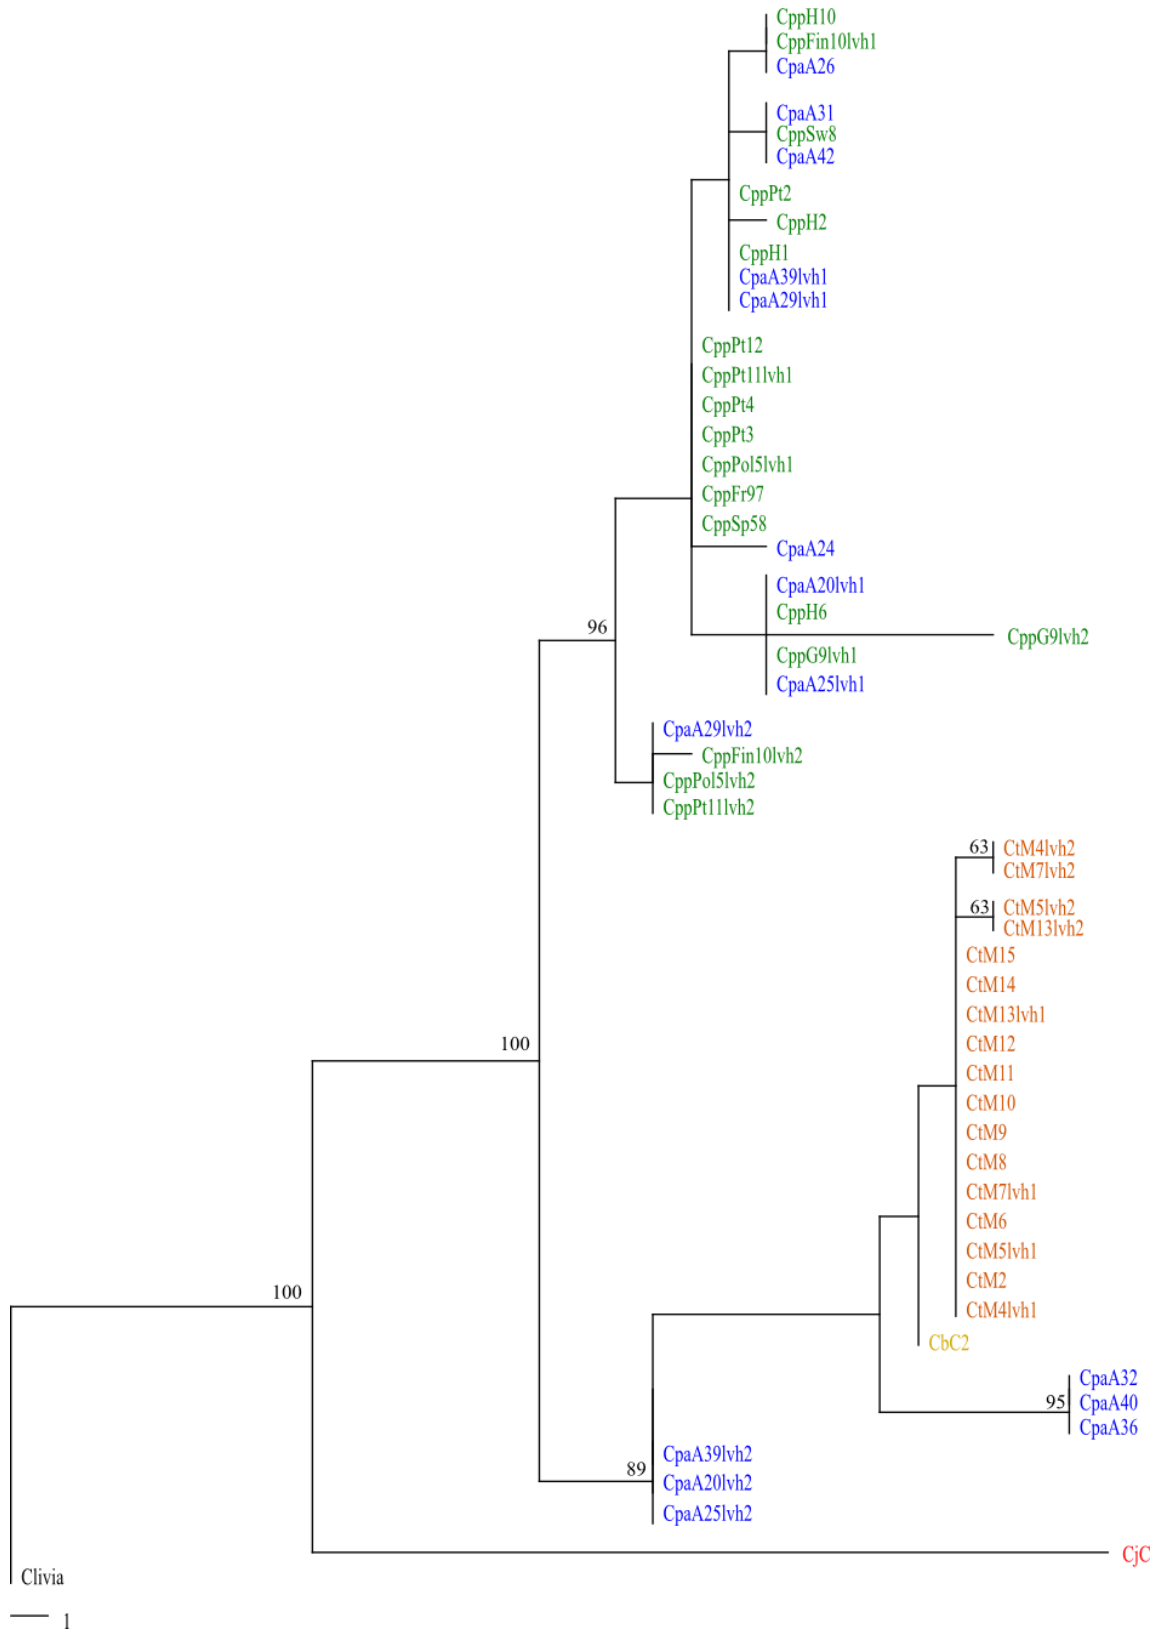 CppH10
CppFin10lvh1
CpaA26
CpaA31
CppSw8
CpaA42
CppPt2
CppH2
CppH1
CpaA39lvh1
CpaA29lvh1
CppPt12
CppPt11lvh1
CppPt4
CppPt3
CppPol5lvh1
CppFr97
CppSp58
CpaA24
CpaA20lvh1
CppH6
96
CppG9lvh2
CppG9lvh1
CpaA25lvh1
CpaA29lvh2
CppFin10lvh2
CppPol5lvh2
CppPt11lvh2
63 CtM4lvh2
CtM7lvh2
63 CtM5lvh2
CtM13lvh2
CtM15
CtM14
CtM13lvh1
100 CtM12
CtM11
CtM10
CtM9
CtM8
CtM7lvh1
CtM6
CtM5lvh1
CtM2
100
CtM4lvh1
CbC2
CpaA32
95 CpaA40
CpaA36
CpaA39lvh2
89
CpaA20lvh2
CpaA25lvh2
CjC
Clivia
1